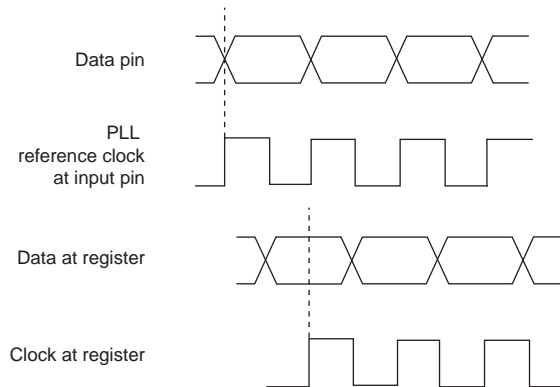 Data pin
PLL
reference clock
at input pin
Data at register
Clock at register